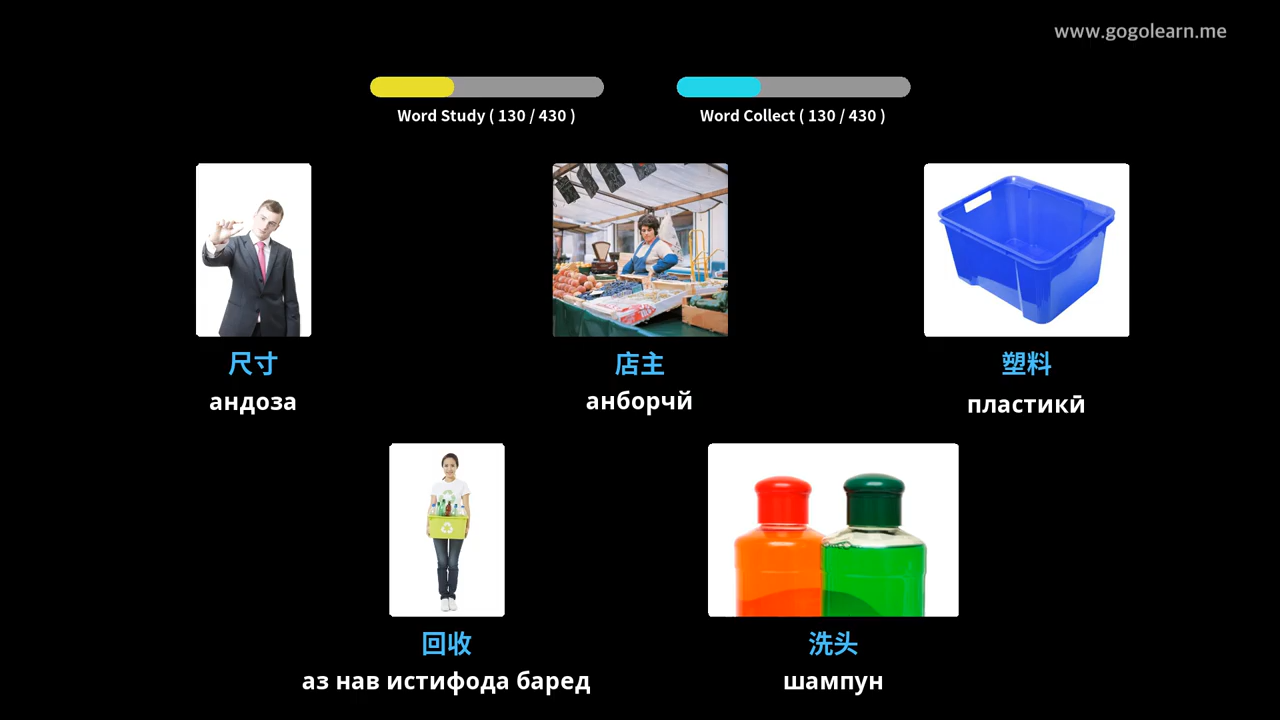 www.gogolearn.me
Word Study ( 130 / 430 )
Word Collect ( 130 / 430 )
尺寸
андоза
店主
анборчй
塑料
пластикӣ
回收
аз нав истифода баред
洗头
шампун